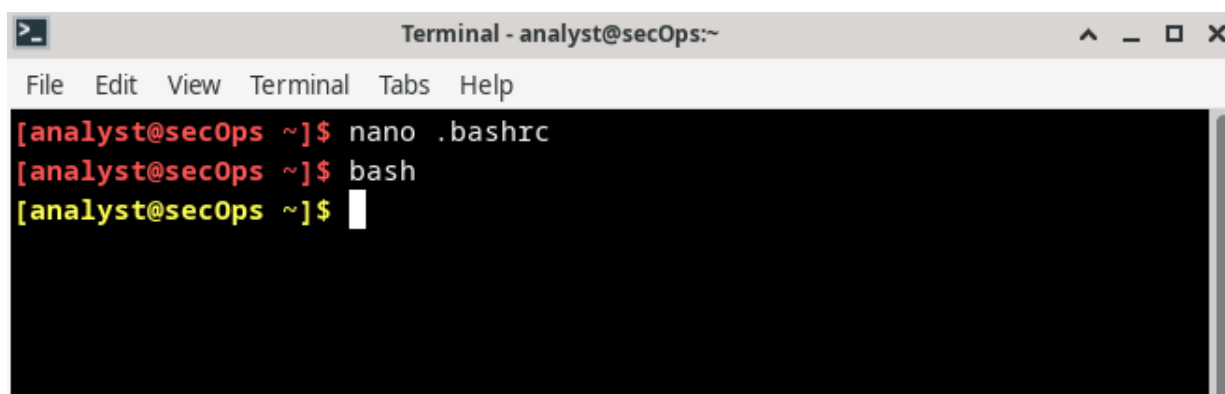 Terminal - analyst@secOps:~
File Edit View Terminal Tabs Help
[analyst@secOps ~]$ nano .bashrc
[analyst@secOps ~]$ bash
[analyst@secOps ~]$